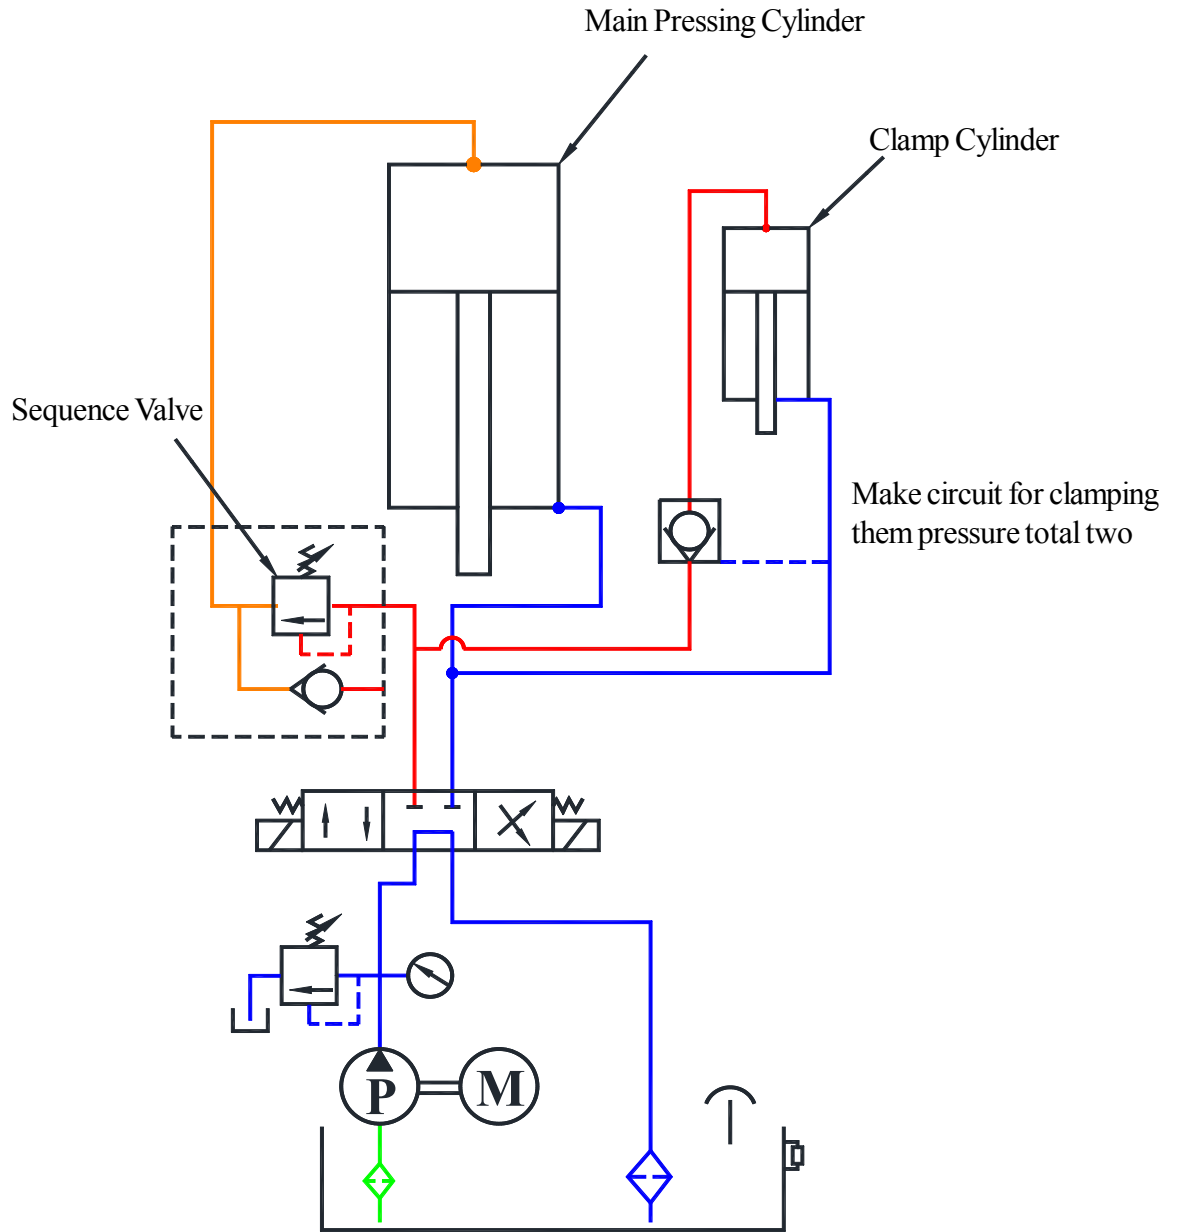 Main Pressing Cylinder
Clamp Cylinder
Sequence Valve
Make circuit for clamping
them pressure total two
P
M